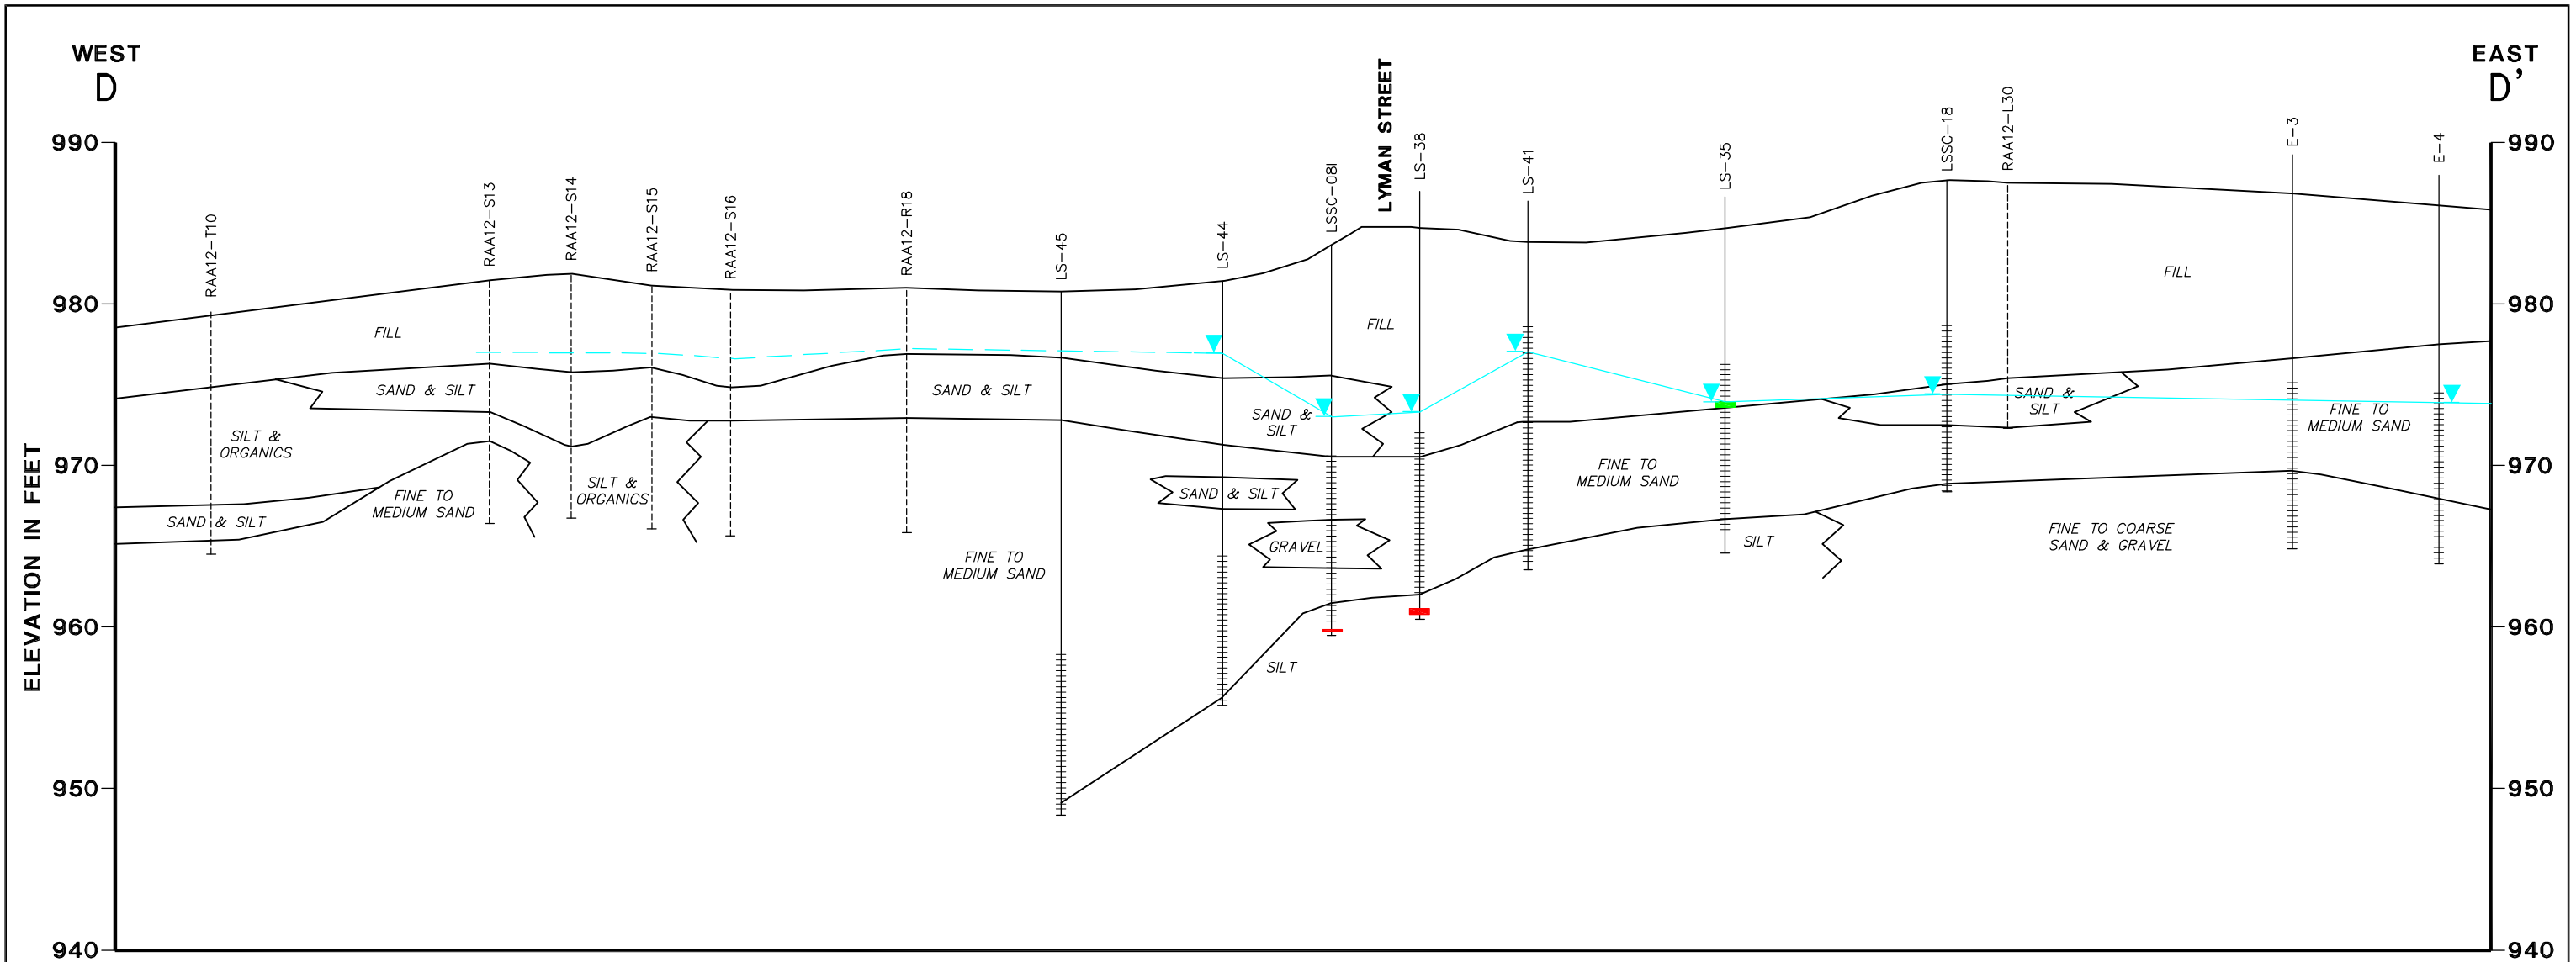 WEST
D
EAST
D'
LYMAN STREET
RAA12-T10
RAA12-S13
RAA12-S14
RAA12-S15
RAA12-S16
RAA12-R18
LS-45
LS-44
LSSC-08I
LS-38
LS-41
LS-35
LSSC-18
RAA12-L30
E-3
E-4
ELEVATION IN FEET
990
980
970
960
950
940
990
980
970
960
950
940
FILL
SAND & SILT
SILT &
ORGANICS
SAND & SILT
FINE TO
MEDIUM SAND
SILT &
ORGANICS
SAND & SILT
FINE TO
MEDIUM SAND
FILL
SAND &
SILT
SAND & SILT
GRAVEL
SILT
FINE TO
MEDIUM SAND
SILT
FILL
SAND &
SILT
FINE TO
MEDIUM SAND
FINE TO COARSE
SAND & GRAVEL